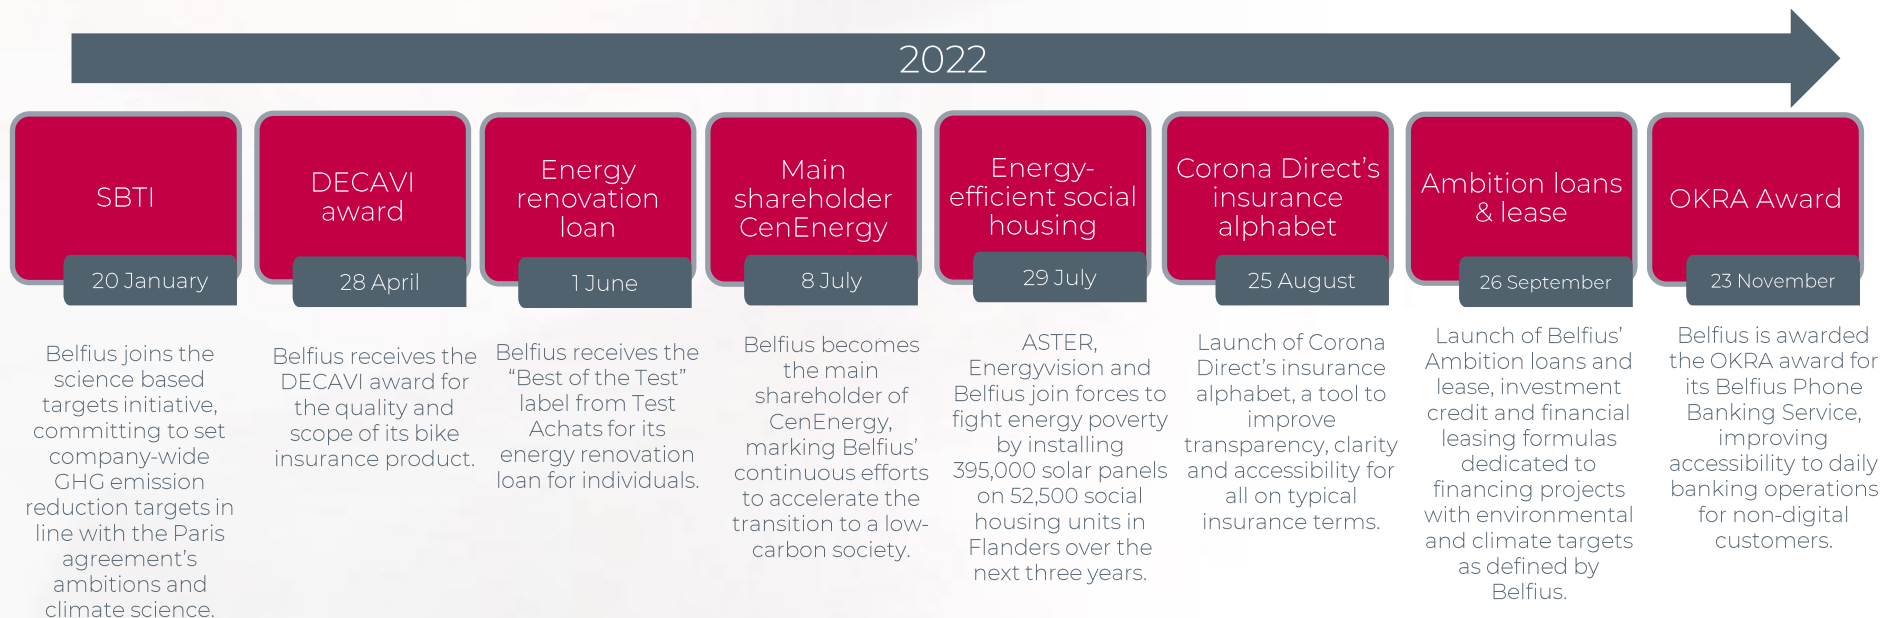 2022
SBTI
20 January
Belfius joins the
science based
targets initiative,
committing to set
company-wide
GHG emission
reduction targets in
line with the Paris
agreement’s
ambitions and
climate science.
DECAVI
award
28 April
Belfius receives the
DECAVI award for
the quality and
scope of its bike
insurance product.
Energy
renovation
loan
1 June
Belfius receives the
“Best of the Test”
label from Test
Achats for its
energy renovation
loan for individuals.
Main
shareholder
CenEnergy
8 July
Belfius becomes
the main
shareholder of
CenEnergy,
marking Belfius’
continuous efforts
to accelerate the
transition to a low-
carbon society.
Energy-
efficient social
housing
29 July
ASTER,
Energyvision and
Belfius join forces to
fight energy poverty
by installing
395,000 solar panels
on 52,500 social
housing units in
Flanders over the
next three years.
Corona Direct’s
insurance
alphabet
25 August
Launch of Corona
Direct’s insurance
alphabet, a tool to
improve
transparency, clarity
and accessibility for
all on typical
insurance terms.
Ambition loans
& lease
26 September
Launch of Belfius’
Ambition loans and
lease, investment
credit and financial
leasing formulas
dedicated to
financing projects
with environmental
and climate targets
as defined by
Belfius.
OKRA Award
23 November
Belfius is awarded
the OKRA award for
its Belfius Phone
Banking Service,
improving
accessibility to daily
banking operations
for non-digital
customers.